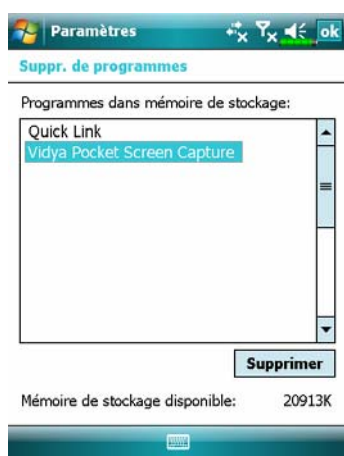 Paramètres ok
Suppr. de programmes
Programmes dans mémoire de stockage:
Quick Link
Vidya Pocket Screen Capture
Supprimer
Mémoire de stockage disponible: 20913K